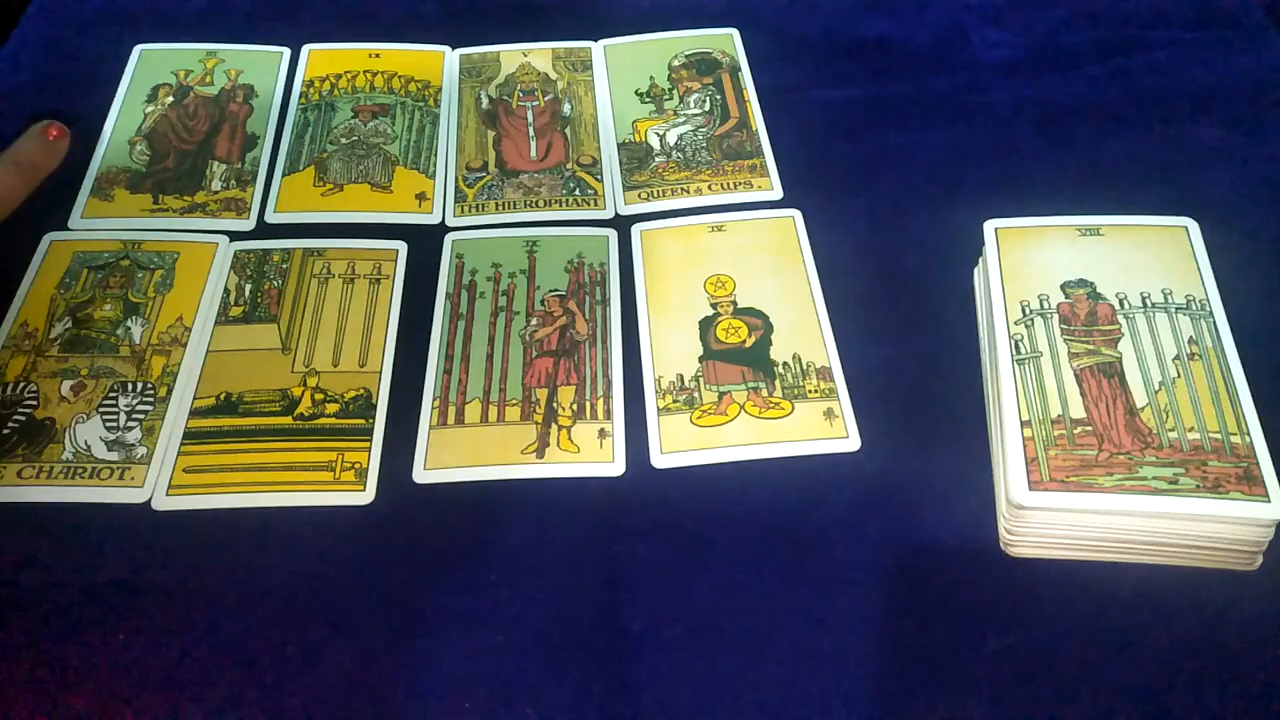 III
IX
V
THE HIEROPHANT
QUEEN of CUPS.
VII
E CHARIOT.
IV
IX
IV
VIII